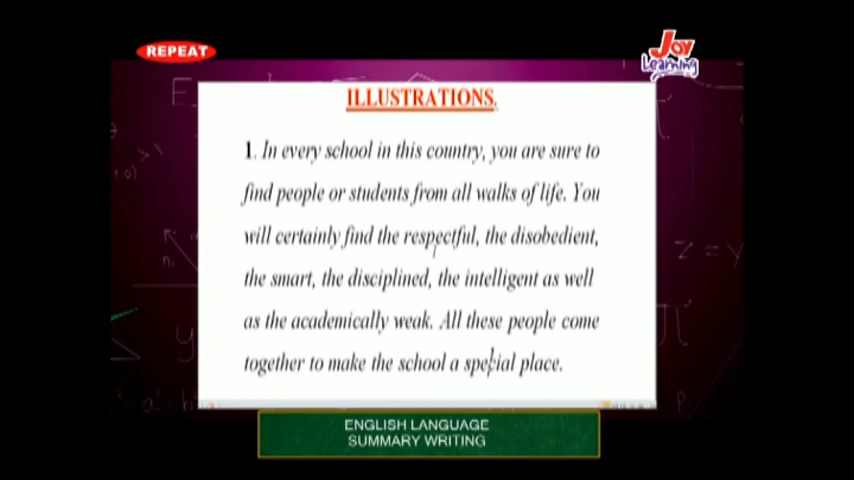 REPEAT
Joy
Learning
ILLUSTRATIONS.
1. In every school in this country, you are sure to
find people or students from all walks of life. You
will certainly find the respectful, the disobedient,
the smart, the disciplined, the intelligent as well
as the academically weak. All these people come
together to make the school a special place.
Z = Y
ENGLISH LANGUAGE
SUMMARY WRITING